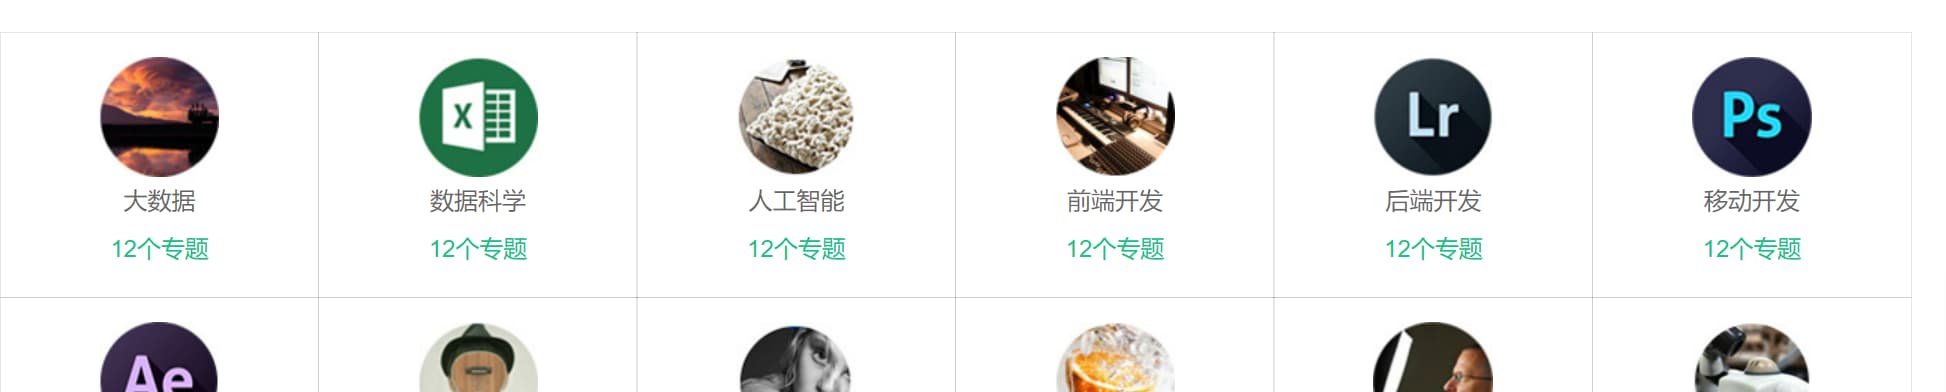 X
Lr
Ps
大数据
数据科学
人工智能
前端开发
后端开发
移动开发
12个专题
12个专题
12个专题
12个专题
12个专题
12个专题
Ae